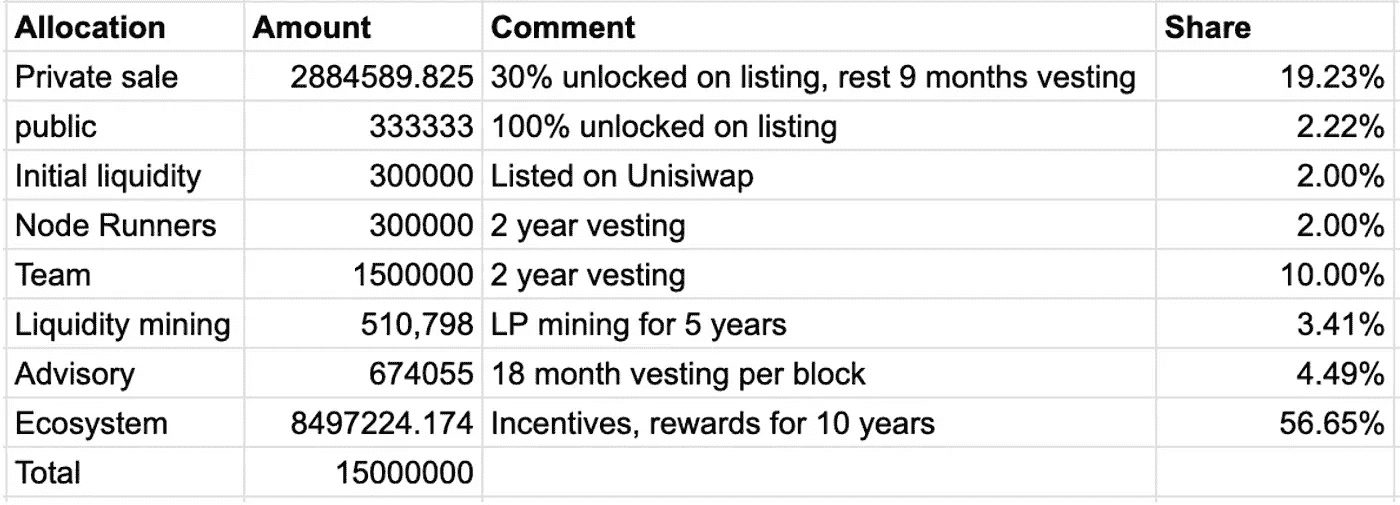 Allocation Amount Comment Share
Private sale 2884589.825 30% unlocked on listing, rest 9 months vesting 19.23%
public 333333 100% unlocked on listing 2.22%
Initial liquidity 300000 Listed on Unisiwap 2.00%
Node Runners 300000 2 year vesting 2.00%
Team 1500000 2 year vesting 10.00%
Liquidity mining 510,798 LP mining for 5 years 3.41%
Advisory 674055 18 month vesting per block 4.49%
Ecosystem 8497224.174 Incentives, rewards for 10 years 56.65%
Total 15000000